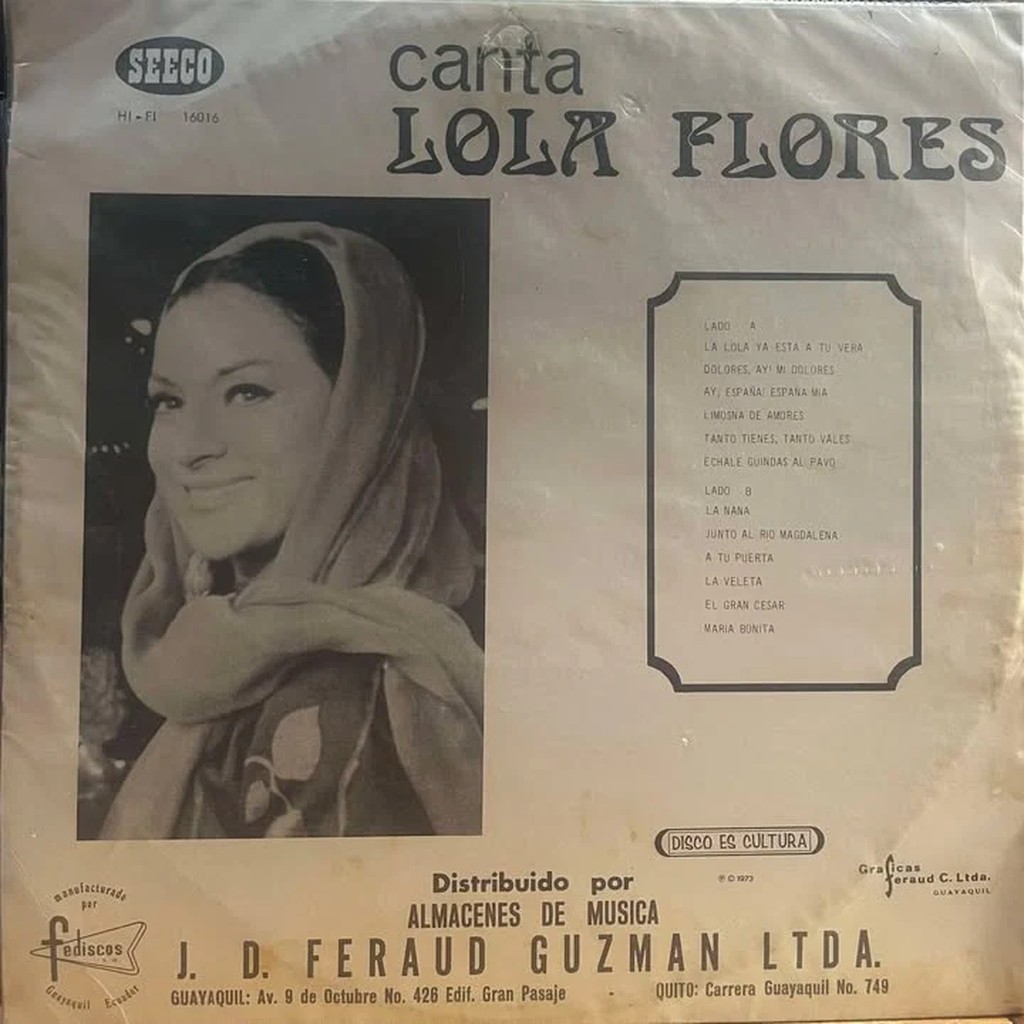 SEECO
HI-FI 16016
canta
LOLA FLORES
LADO A
LA LOLA YA ESTA A TU VERA
DOLORES, AY! MI DOLORES
AY, ESPAÑA! ESPAÑA MIA
LIMOSNA DE AMORES
TANTO TIENES, TANTO VALES
ECHALE GUINDAS AL PAVO
LADO B
LA NANA
JUNTO AL RIO MAGDALENA
A TU PUERTA
LA VELETA
EL GRAN CESAR
MARIA BONITA
DISCO ES CULTURA
℗ © 1973
Graficas
feraud C. Ltda.
GUAYAQUIL
manufacturado
por
fediscos
Guayaquil Ecuador
Distribuido por
ALMACENES DE MUSICA
J. D. FERAUD GUZMAN LTDA.
GUAYAQUIL: Av. 9 de Octubre No. 426 Edif. Gran Pasaje - QUITO: Carrera Guayaquil No. 749